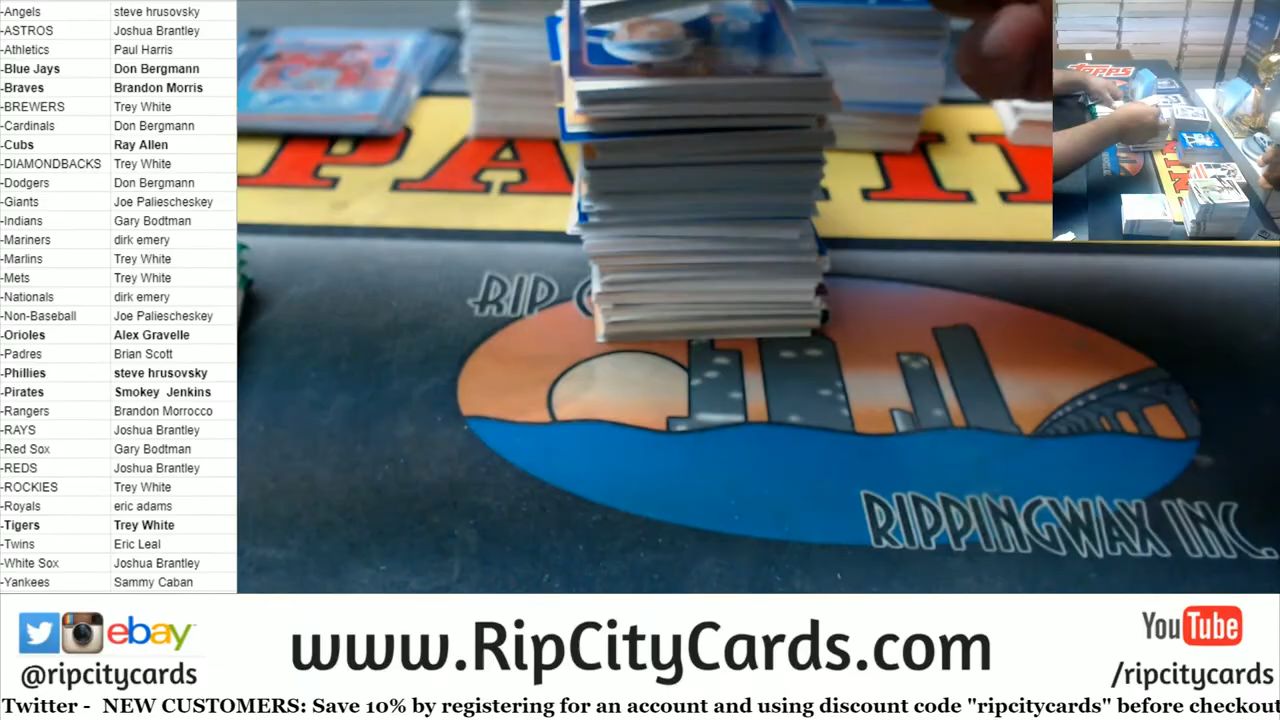 -Angels steve hrusovsky
-ASTROS Joshua Brantley
-Athletics Paul Harris
-Blue Jays Don Bergmann
-Braves Brandon Morris
-BREWERS Trey White
-Cardinals Don Bergmann
-Cubs Ray Allen
-DIAMONDBACKS Trey White
-Dodgers Don Bergmann
-Giants Joe Paliescheskey
-Indians Gary Bodtman
-Mariners dirk emery
-Marlins Trey White
-Mets Trey White
-Nationals dirk emery
-Non-Baseball Joe Paliescheskey
-Orioles Alex Gravelle
-Padres Brian Scott
-Phillies steve hrusovsky
-Pirates Smokey Jenkins
-Rangers Brandon Morrocco
-RAYS Joshua Brantley
-Red Sox Gary Bodtman
-REDS Joshua Brantley
-ROCKIES Trey White
-Royals eric adams
-Tigers Trey White
-Twins Eric Leal
-White Sox Joshua Brantley
-Yankees Sammy Caban
Topps
RIP
RIPPINGWAX INC.
ebay
@ripcitycards
www.RipCityCards.com
YouTube
/ripcitycards
Twitter - NEW CUSTOMERS: Save 10% by registering for an account and using discount code "ripcitycards" before checkout